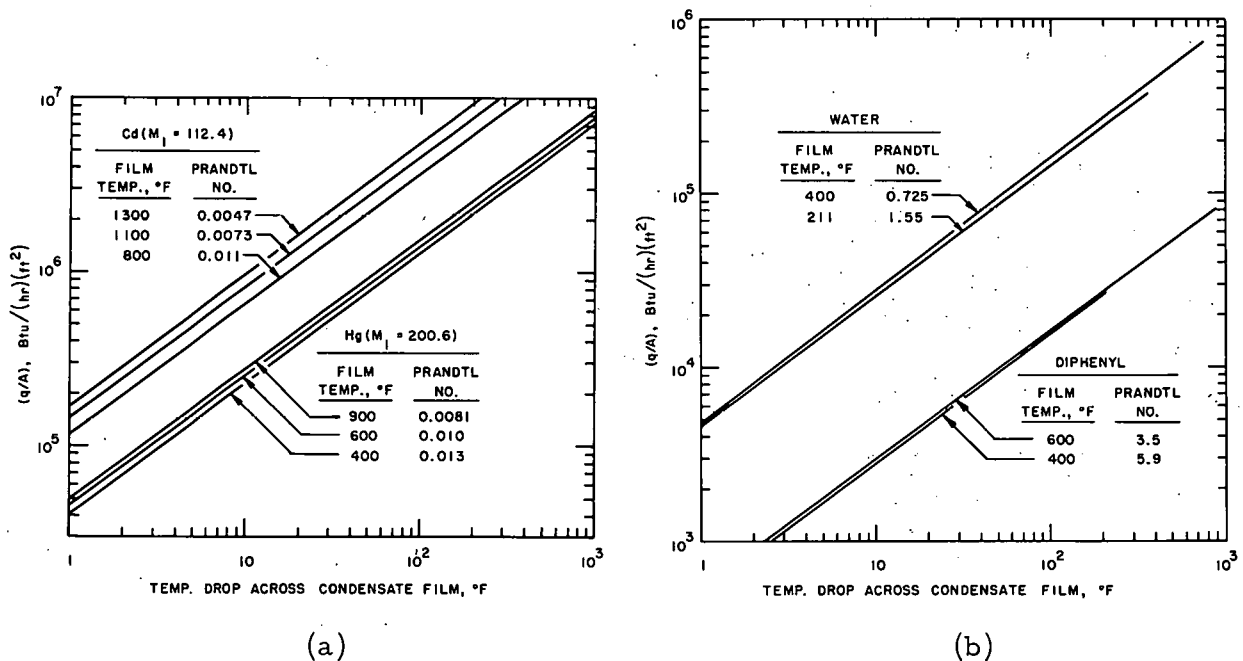 10^7
10^6
10^5
(q/A), Btu/(hr)(ft^2)
Cd(M_1 = 112.4)
FILM TEMP., °F PRANDTL NO.
1300 0.0047
1100 0.0073
800 0.011
Hg(M_1 = 200.6)
FILM TEMP., °F PRANDTL NO.
900 0.0081
600 0.010
400 0.013
1 10 10^2 10^3
TEMP. DROP ACROSS CONDENSATE FILM, °F
(a)
10^6
10^5
10^4
10^3
(q/A), Btu/(hr)(ft^2)
WATER
FILM TEMP., °F PRANDTL NO.
400 0.725
211 1.55
DIPHENYL
FILM TEMP., °F PRANDTL NO.
600 3.5
400 5.9
1 10 10^2 10^3
TEMP. DROP ACROSS CONDENSATE FILM, °F
(b)